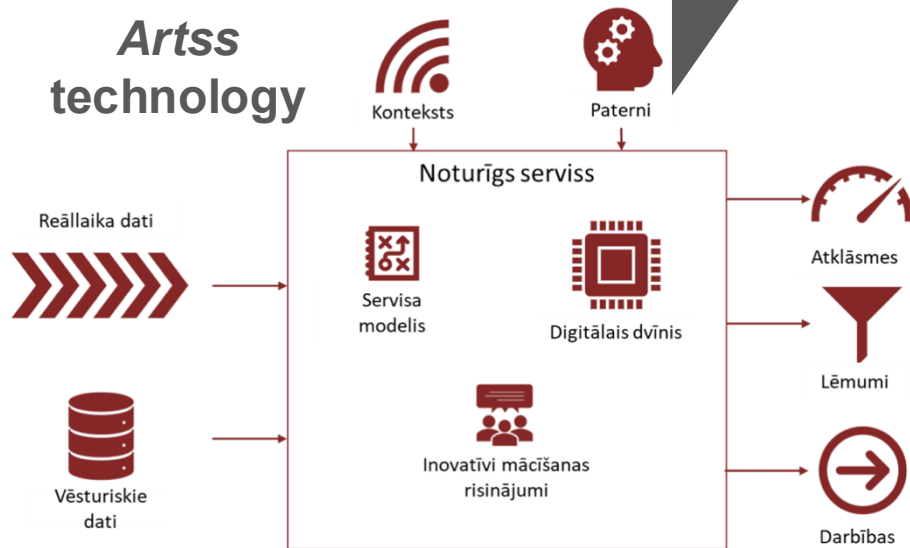 Artss
technology
Konteksts
Paterni
Noturīgs serviss
Reāllaika dati
Servisa
modelis
Digitālais dvīnis
Atklāsmes
Lēmumi
Inovatīvi mācīšanas
risinājumi
Vēsturiskie
dati
Darbības